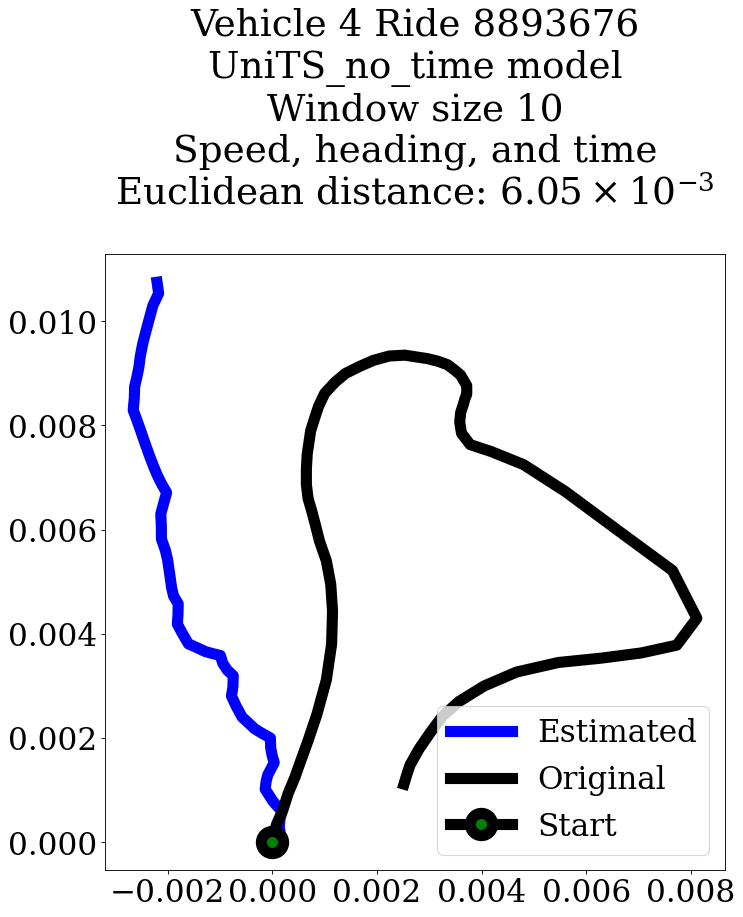 Vehicle 4 Ride 8893676
UniTS_no_time model
Window size 10
Speed, heading, and time
Euclidean distance: 6.05 × 10⁻³
0.010
0.008
0.006
0.004
0.002
0.000
Estimated
Original
Start
−0.002 0.000 0.002 0.004 0.006 0.008